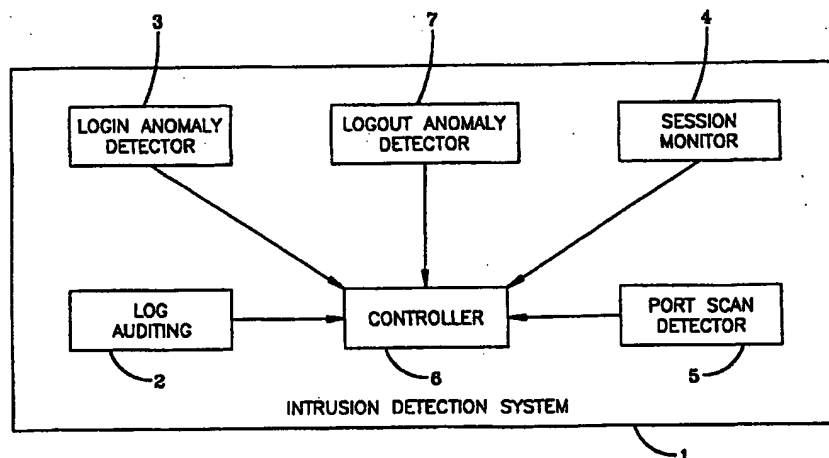 3
7
4
LOGIN ANOMALY
DETECTOR
LOGOUT ANOMALY
DETECTOR
SESSION
MONITOR
LOG
AUDITING
CONTROLLER
PORT SCAN
DETECTOR
2
6
5
INTRUSION DETECTION SYSTEM
1